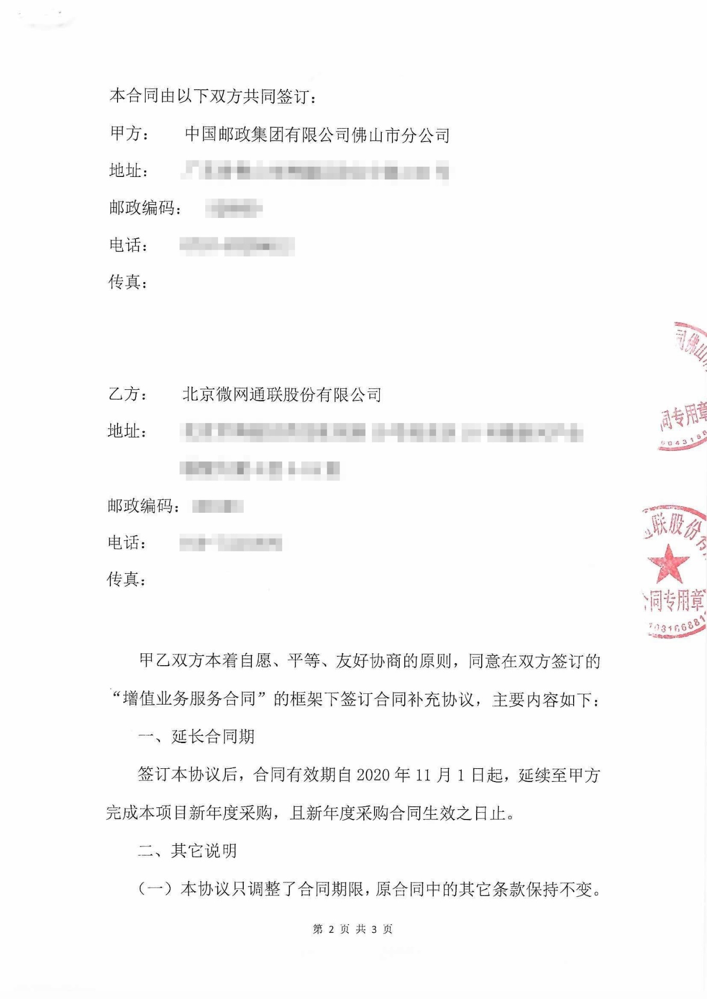 本合同由以下双方共同签订：
甲方： 中国邮政集团有限公司佛山市分公司
地址：
邮政编码：
电话：
传真：
司佛山
同专用章
乙方： 北京微网通联股份有限公司
地址：
邮政编码：
电话：
传真：
联股份有
合同专用章
甲乙双方本着自愿、平等、友好协商的原则，同意在双方签订的
“增值业务服务合同”的框架下签订合同补充协议，主要内容如下：
一、延长合同期
签订本协议后，合同有效期自 2020 年 11 月 1 日起，延续至甲方
完成本项目新年度采购，且新年度采购合同生效之日止。
二、其它说明
（一）本协议只调整了合同期限，原合同中的其它条款保持不变。
第 2 页 共 3 页